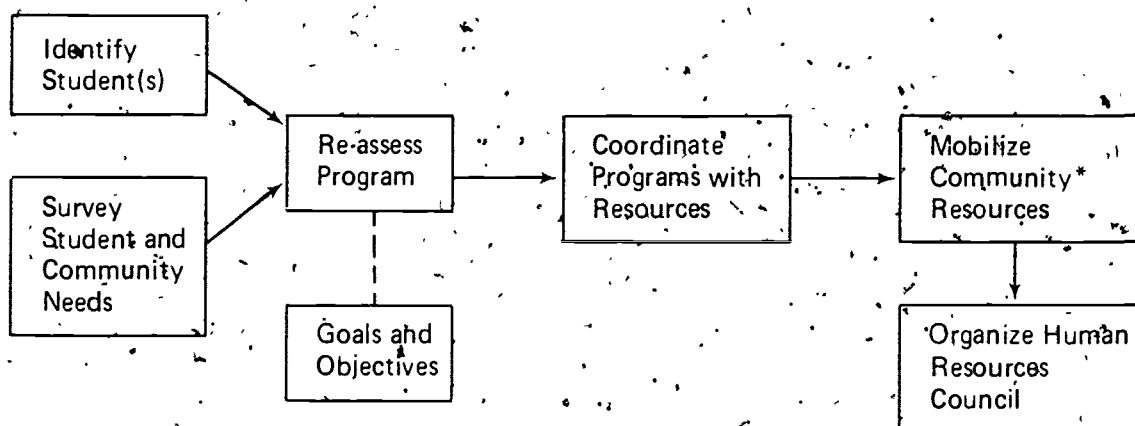 Identify
Student(s)
Survey
Student and
Community
Needs
Re-assess
Program
Goals and
Objectives
Coordinate
Programs with
Resources
Mobilize
Community*
Resources
Organize Human
Resources
Council